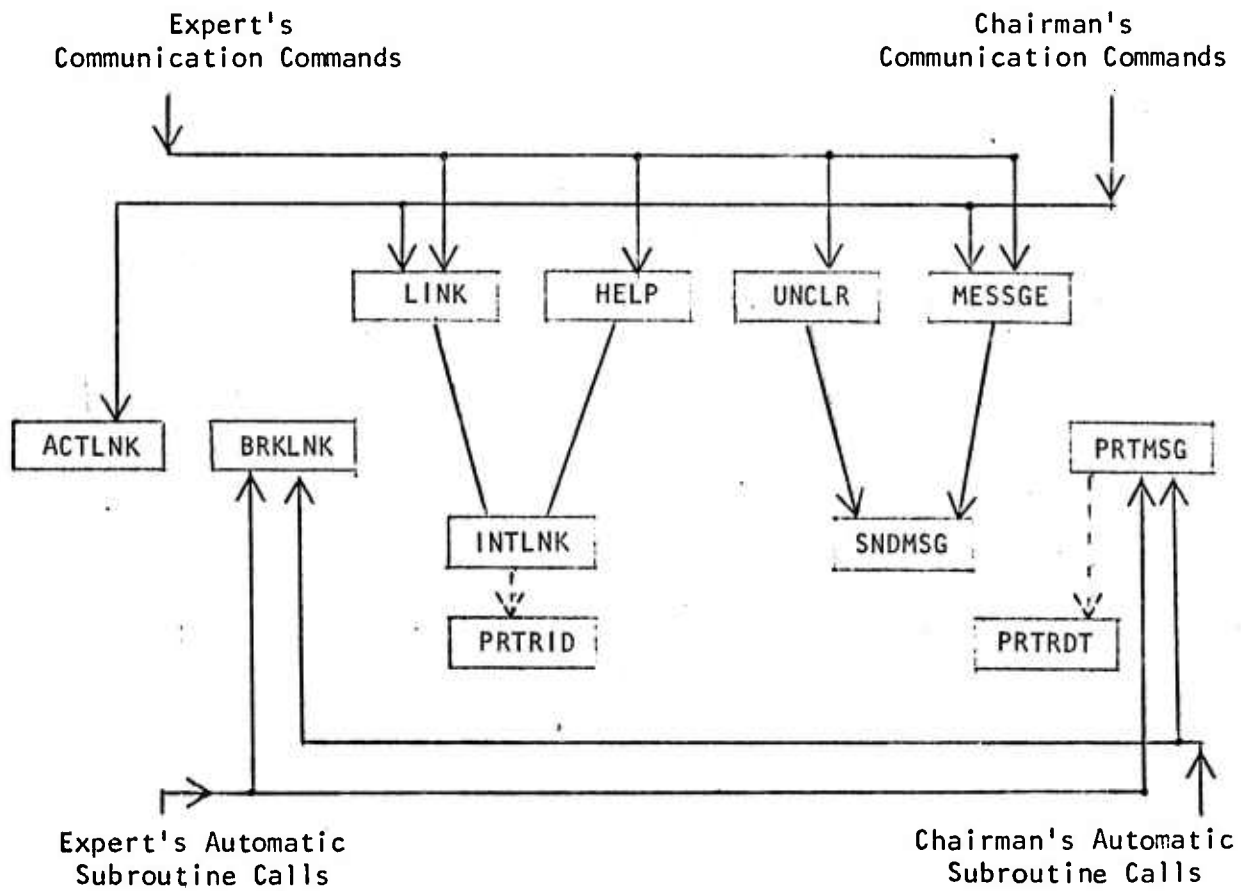 Expert's
Communication Commands
Chairman's
Communication Commands
LINK
HELP
UNCLR
MESSGE
ACTLNK
BRKLNK
PRTMSG
INTLNK
SNDMSG
PRTRID
PRTRDT
Expert's Automatic
Subroutine Calls
Chairman's Automatic
Subroutine Calls